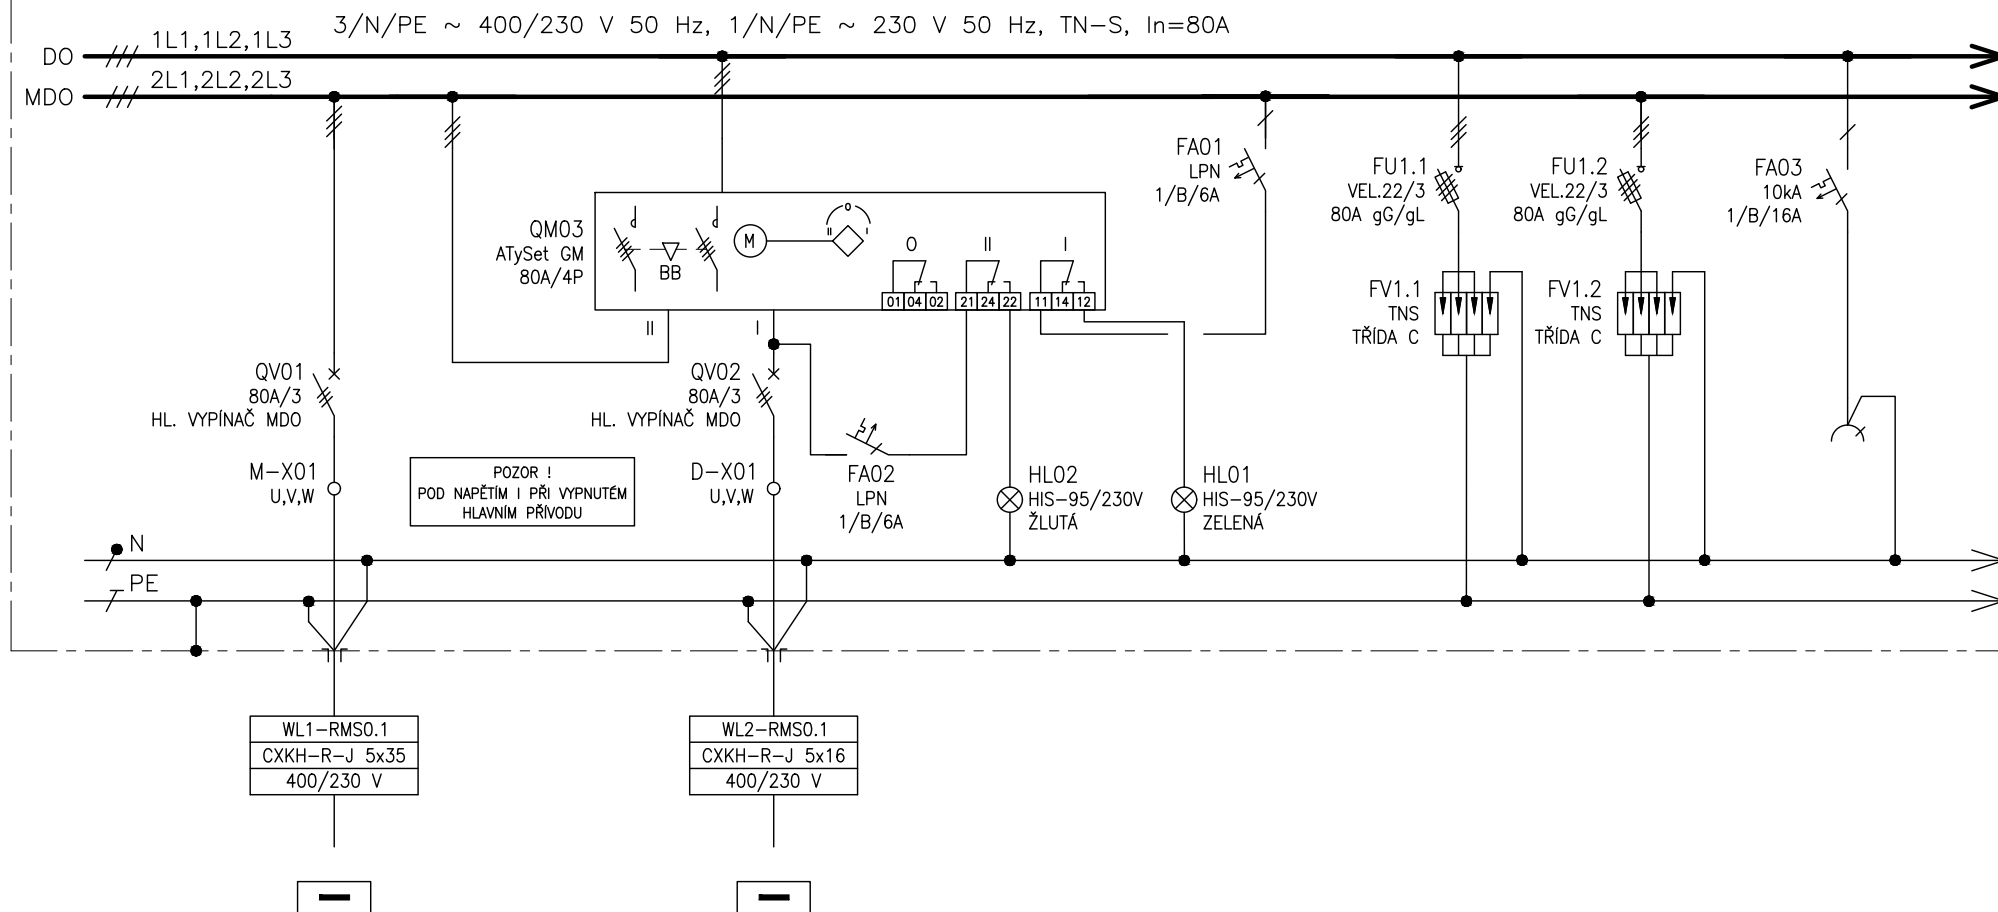 3/N/PE ~ 400/230 V 50 Hz, 1/N/PE ~ 230 V 50 Hz, TN-S, In=80A
DO
1L1,1L2,1L3
MDO
2L1,2L2,2L3
QM03
ATySet GM
80A/4P
BB
M
0
II
I
O
II
I
01 04 02
21 24 22
11 14 12
II
I
FA01
LPN
1/B/6A
FU1.1
VEL.22/3
80A gG/gL
FU1.2
VEL.22/3
80A gG/gL
FA03
10kA
1/B/16A
FV1.1
TNS
TŘÍDA C
FV1.2
TNS
TŘÍDA C
QV01
80A/3
HL. VYPÍNAČ MDO
QV02
80A/3
HL. VYPÍNAČ MDO
M-X01
U,V,W
POZOR !
POD NAPĚTÍM I PŘI VYPNUTÉM
HLAVNÍM PŘÍVODU
D-X01
U,V,W
FA02
LPN
1/B/6A
HL02
HIS-95/230V
ŽLUTÁ
HL01
HIS-95/230V
ZELENÁ
N
PE
WL1-RMS0.1
CXKH-R-J 5x35
400/230 V
WL2-RMS0.1
CXKH-R-J 5x16
400/230 V